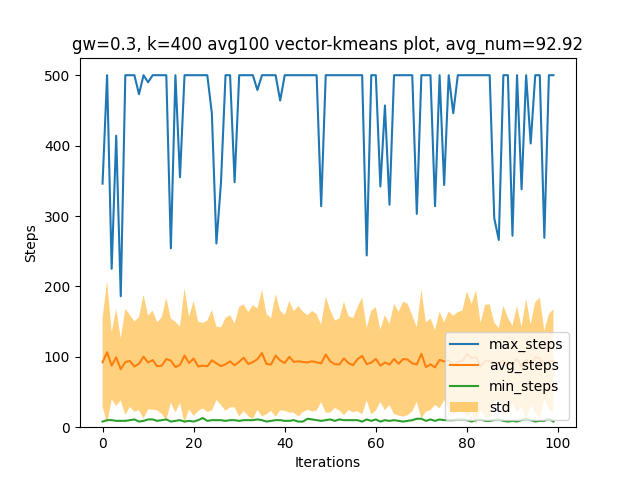 gw=0.3, k=400 avg100 vector-kmeans plot, avg_num=92.92
500
400
300
200
100
0
Steps
max_steps
avg_steps
min_steps
std
0 20 40 60 80 100
Iterations